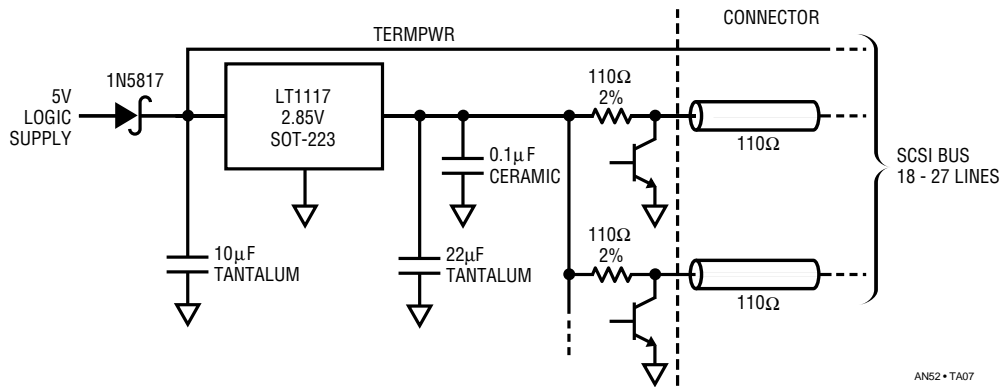 CONNECTOR
TERMPWR
1N5817
5V
LOGIC
SUPPLY
LT1117
2.85V
SOT-223
110Ω
2%
110Ω
0.1µF
CERAMIC
SCSI BUS
18 - 27 LINES
10µF
TANTALUM
22µF
TANTALUM
110Ω
2%
110Ω
AN52 • TA07